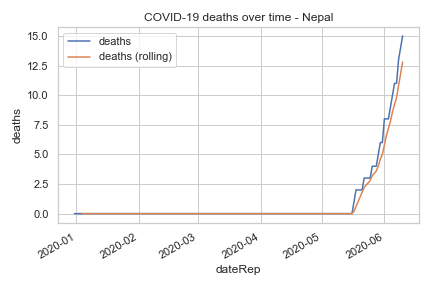 COVID-19 deaths over time - Nepal
deaths
deaths (rolling)
deaths
15.0
12.5
10.0
7.5
5.0
2.5
0.0
2020-01
2020-02
2020-03
2020-04
2020-05
2020-06
dateRep